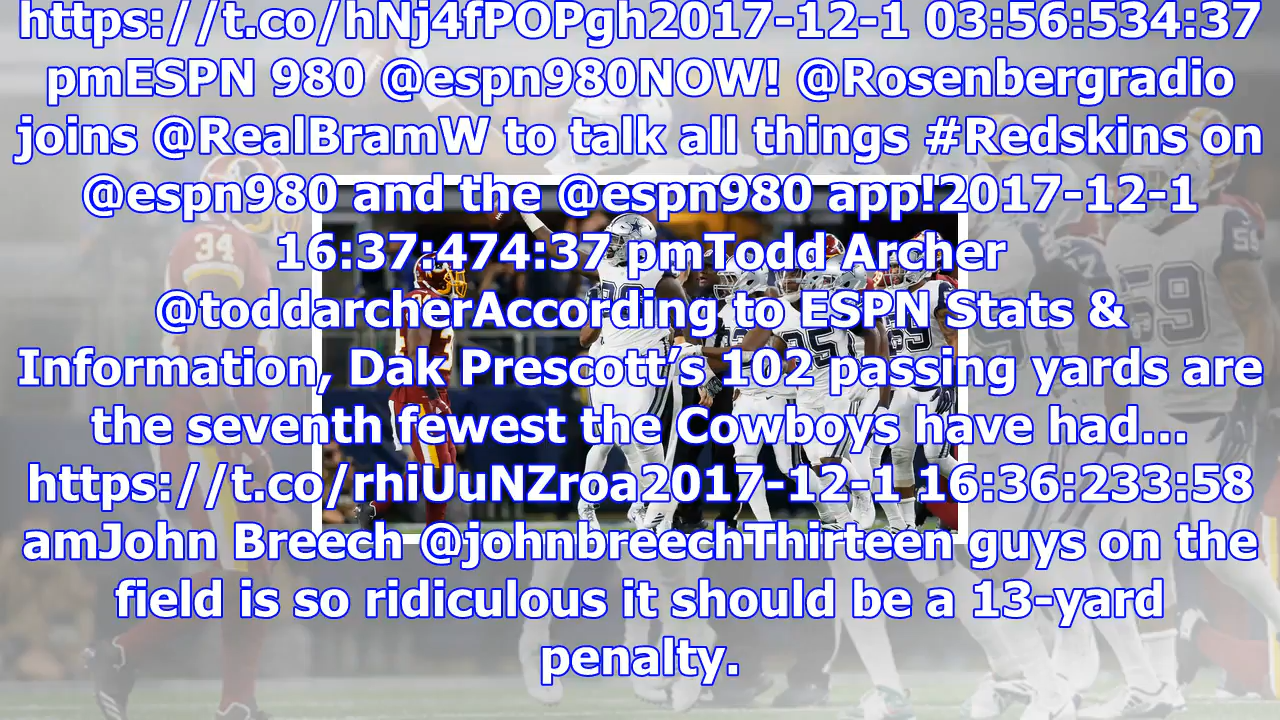 https://t.co/hNj4fPOPgh2017-12-1 03:56:534:37
pmESPN 980 @espn980NOW! @Rosenbergradio
joins @RealBramW to talk all things #Redskins on
@espn980 and the @espn980 app!2017-12-1
16:37:474:37 pmTodd Archer
@toddarcherAccording to ESPN Stats &
Information, Dak Prescott’s 102 passing yards are
the seventh fewest the Cowboys have had…
https://t.co/rhiUuNZroa2017-12-1 16:36:233:58
amJohn Breech @johnbreechThirteen guys on the
field is so ridiculous it should be a 13-yard
penalty.
34
59